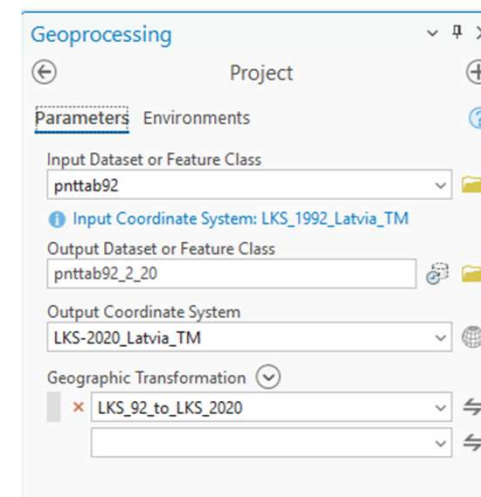 Geoprocessing
Project
Parameters Environments
Input Dataset or Feature Class
pnttab92
Input Coordinate System: LKS_1992_Latvia_TM
Output Dataset or Feature Class
pnttab92_2_20
Output Coordinate System
LKS-2020_Latvia_TM
Geographic Transformation
LKS_92_to_LKS_2020